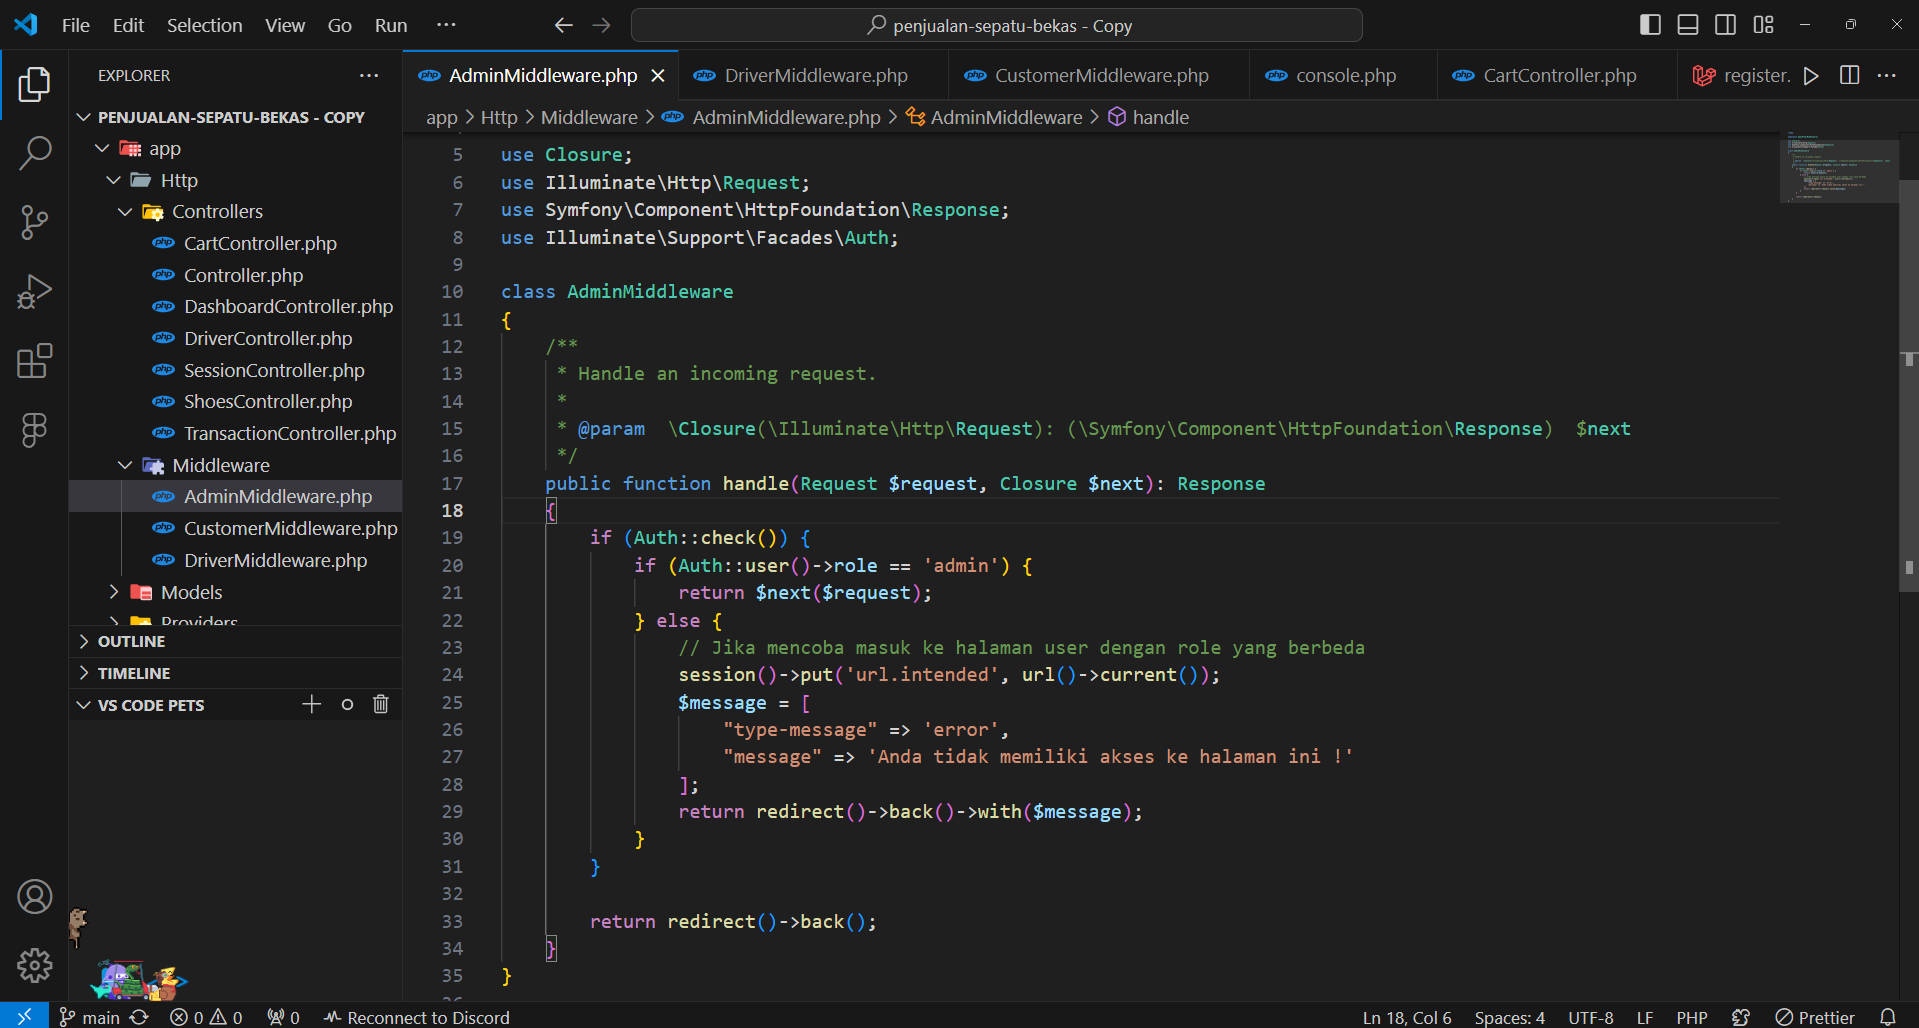 File Edit Selection View Go Run ···
penjualan-sepatu-bekas - Copy
EXPLORER
PENJUALAN-SEPATU-BEKAS - COPY
app
Http
Controllers
CartController.php
Controller.php
DashboardController.php
DriverController.php
SessionController.php
ShoesController.php
TransactionController.php
Middleware
AdminMiddleware.php
CustomerMiddleware.php
DriverMiddleware.php
Models
Providers
OUTLINE
TIMELINE
VS CODE PETS
AdminMiddleware.php DriverMiddleware.php CustomerMiddleware.php console.php CartController.php register.
app > Http > Middleware > AdminMiddleware.php > AdminMiddleware > handle
5 use Closure;
6 use Illuminate\Http\Request;
7 use Symfony\Component\HttpFoundation\Response;
8 use Illuminate\Support\Facades\Auth;
9
10 class AdminMiddleware
11 {
12 /**
13 * Handle an incoming request.
14 *
15 * @param  \Closure(\Illuminate\Http\Request): (\Symfony\Component\HttpFoundation\Response)  $next
16 */
17 public function handle(Request $request, Closure $next): Response
18 {
19 if (Auth::check()) {
20 if (Auth::user()->role == 'admin') {
21 return $next($request);
22 } else {
23 // Jika mencoba masuk ke halaman user dengan role yang berbeda
24 session()->put('url.intended', url()->current());
25 $message = [
26 "type-message" => 'error',
27 "message" => 'Anda tidak memiliki akses ke halaman ini !'
28 ];
29 return redirect()->back()->with($message);
30 }
31 }
32
33 return redirect()->back();
34 }
35 }
main 0 0 0 Reconnect to Discord Ln 18, Col 6 Spaces: 4 UTF-8 LF PHP Prettier